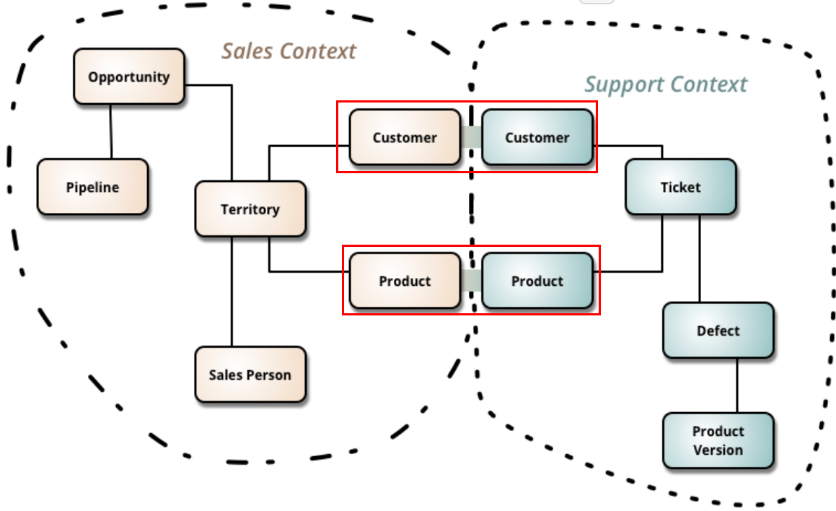 Sales Context
Support Context
Opportunity
Customer
Customer
Pipeline
Ticket
Territory
Product
Product
Defect
Sales Person
Product
Version